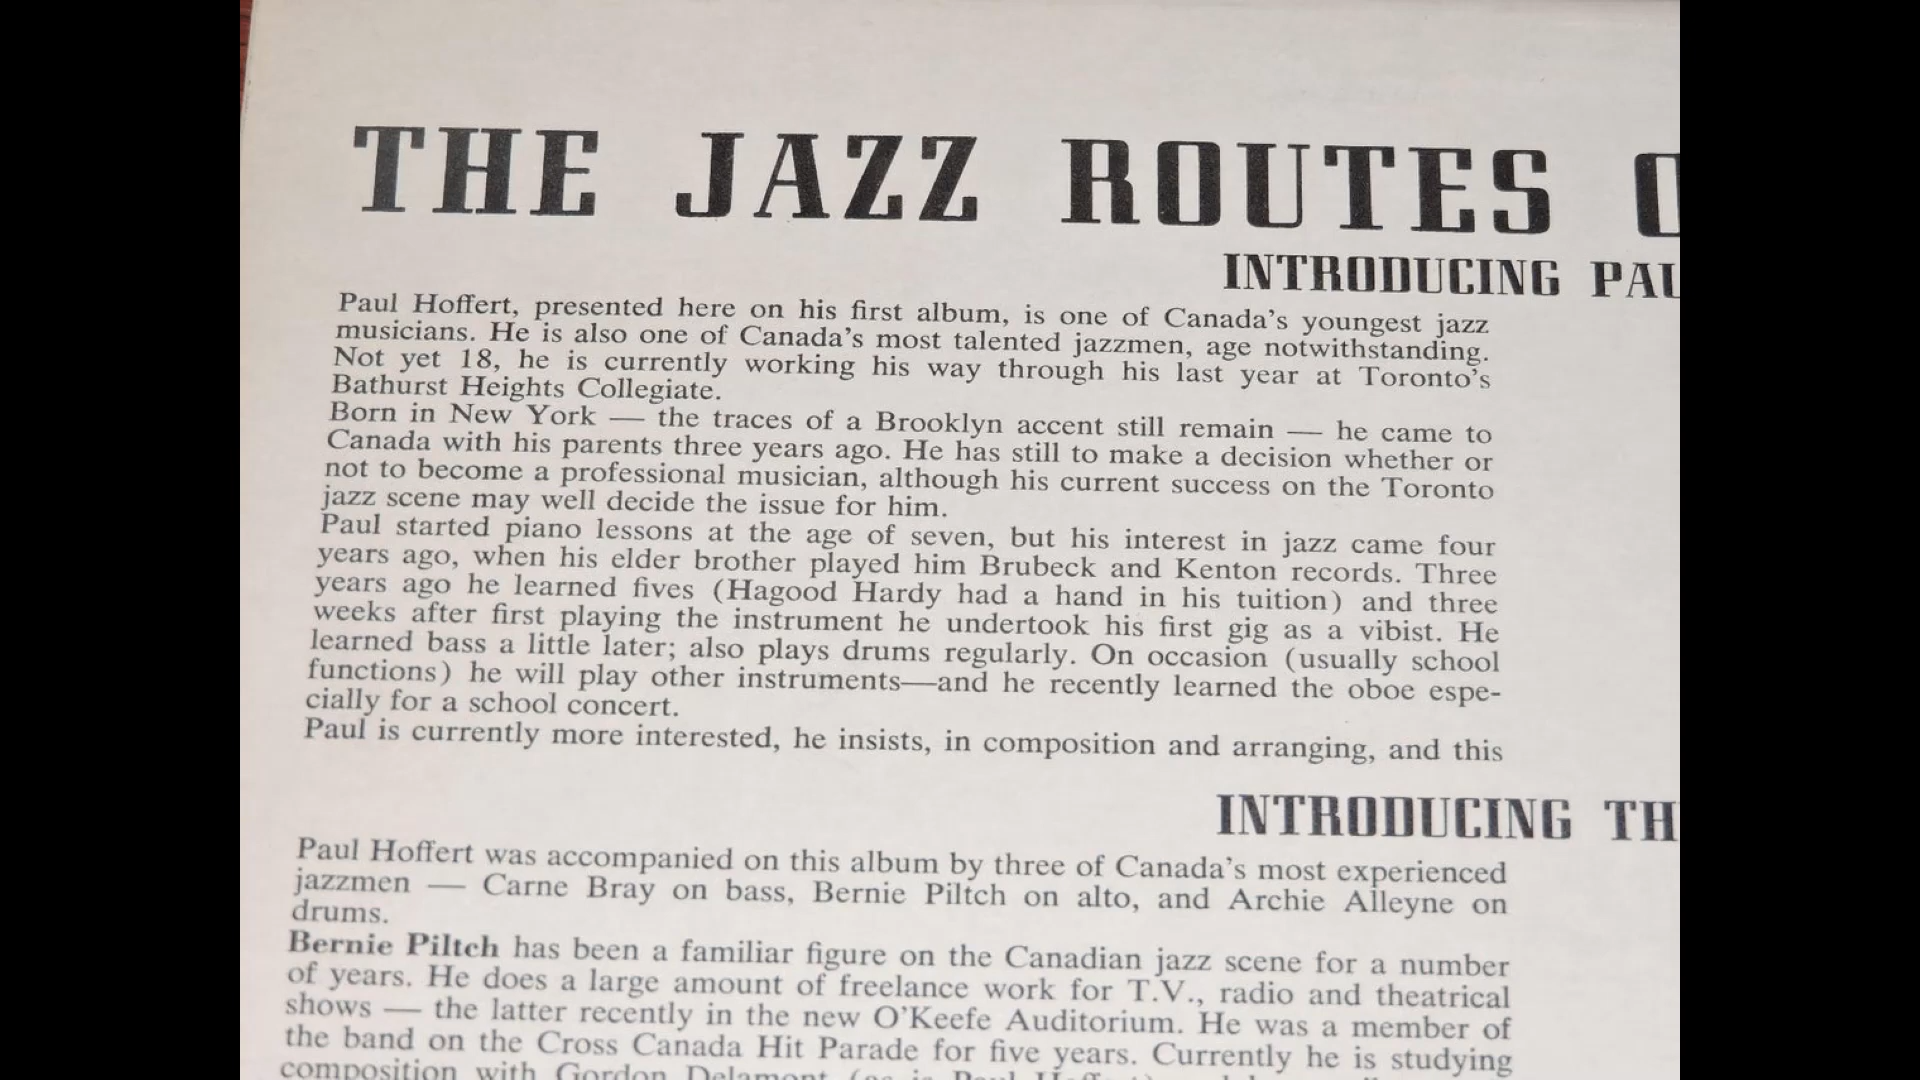 THE JAZZ ROUTES
INTRODUCING
Paul Hoffert, presented here on his first album, is one of Canada's youngest jazz
musicians. He is also one of Canada's most talented jazzmen, age notwithstanding.
Not yet 18, he is currently working his way through his last year at Toronto's
Bathurst Heights Collegiate.
Born in New York — the traces of a Brooklyn accent still remain — he came to
Canada with his parents three years ago. He has still to make a decision whether or
not to become a professional musician, although his current success on the Toronto
jazz scene may well decide the issue for him.
Paul started piano lessons at the age of seven, but his interest in jazz came four
years ago, when his elder brother played him Brubeck and Kenton records. Three
years ago he learned fives (Hagood Hardy had a hand in his tuition) and three
weeks after first playing the instrument he undertook his first gig as a vibist. He
learned bass a little later; also plays drums regularly. On occasion (usually school
functions) he will play other instruments—and he recently learned the oboe espe-
cially for a school concert.
Paul is currently more interested, he insists, in composition and arranging, and this
INTRODUCING
Paul Hoffert was accompanied on this album by three of Canada's most experienced
jazzmen — Carne Bray on bass, Bernie Piltch on alto, and Archie Alleyne on
drums.
Bernie Piltch has been a familiar figure on the Canadian jazz scene for a number
of years. He does a large amount of freelance work for T.V., radio and theatrical
shows — the latter recently in the new O'Keefe Auditorium. He was a member of
the band on the Cross Canada Hit Parade for five years. Currently he is studying
composition with Gordon Delamont